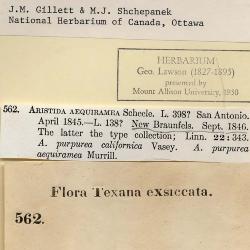 J.M. Gillett & M.J. Shchepanek
National Herbarium of Canada, Ottawa
HERBARIUM
Geo. Lawson (1827-1895)
presented by
Mount Allison University, 1950
562. ARISTIDA AEQUIRAMEA Scheele. L. 398? San Antonio.
April 1845.—L. 138? New Braunfels. Sept. 1846.
The latter the type collection; Linn. 22:343.
A. purpurea californica Vasey. A. purpurea
aequiramea Murrill.
Flora Texana exsiccata.
562.